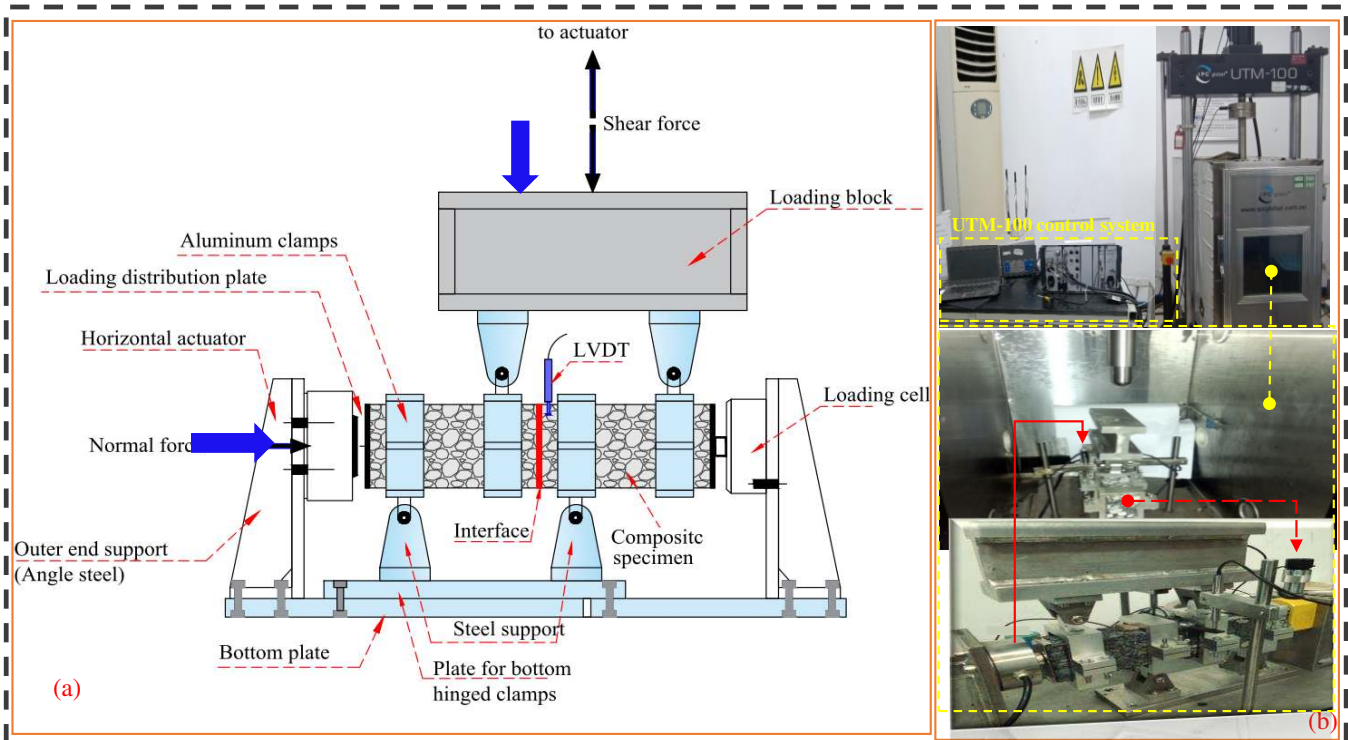 to actuator
Shear force
Loading block
Aluminum clamps
Loading distribution plate
LVDT
Horizontal actuator
Loading cell
Normal forc
Interface
Composite
specimen
Outer end support
(Angle steel)
Steel support
Bottom plate
Plate for bottom
hinged clamps
(a)
UTM-100
UTM-100 control system
(b)